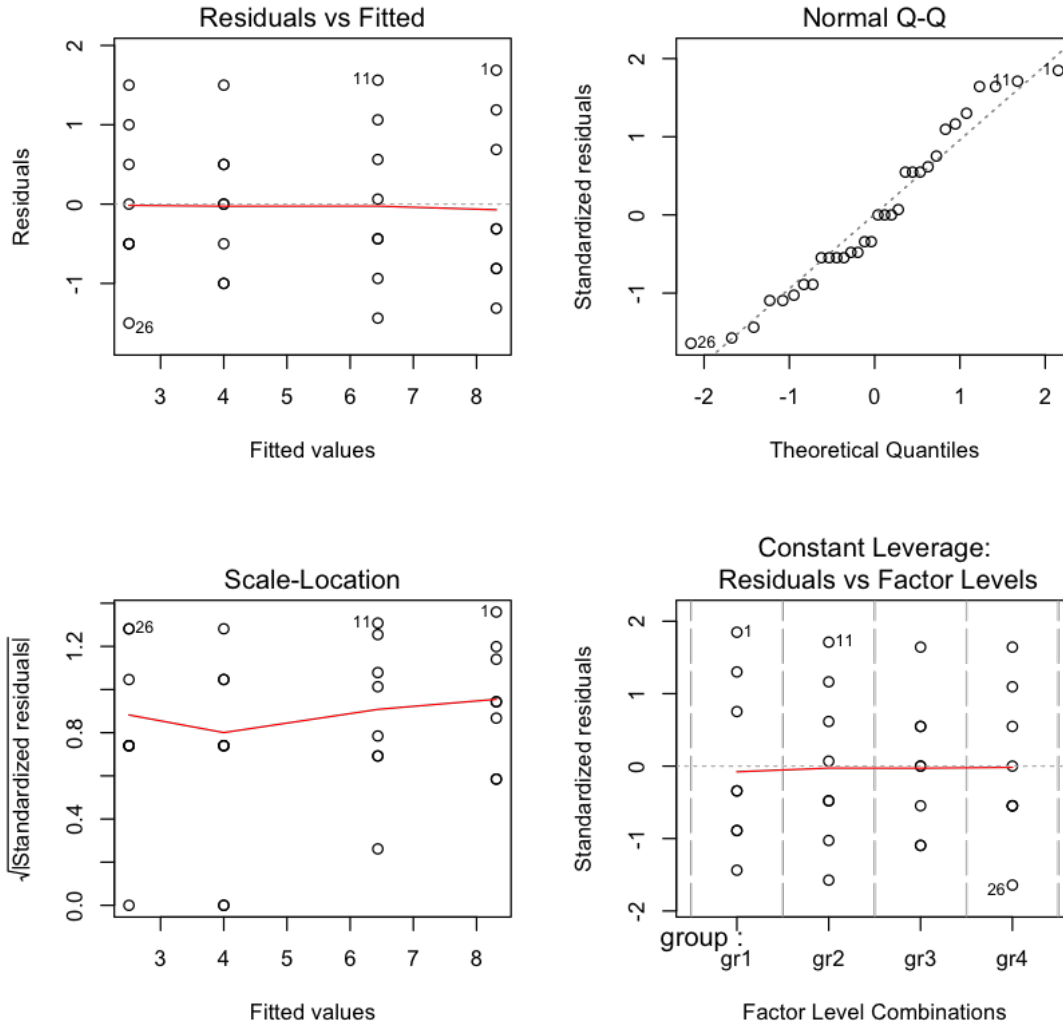 Residuals vs Fitted
Residuals
2
1
0
-1
11
1
26
3 4 5 6 7 8
Fitted values
Normal Q-Q
Standardized residuals
2
1
0
-1
11
1
26
-2 -1 0 1 2
Theoretical Quantiles
Scale-Location
√|Standardized residuals|
1.2
0.8
0.4
0.0
26
11
1
3 4 5 6 7 8
Fitted values
Constant Leverage:
Residuals vs Factor Levels
Standardized residuals
2
1
0
-1
-2
1
11
26
group :
gr1 gr2 gr3 gr4
Factor Level Combinations